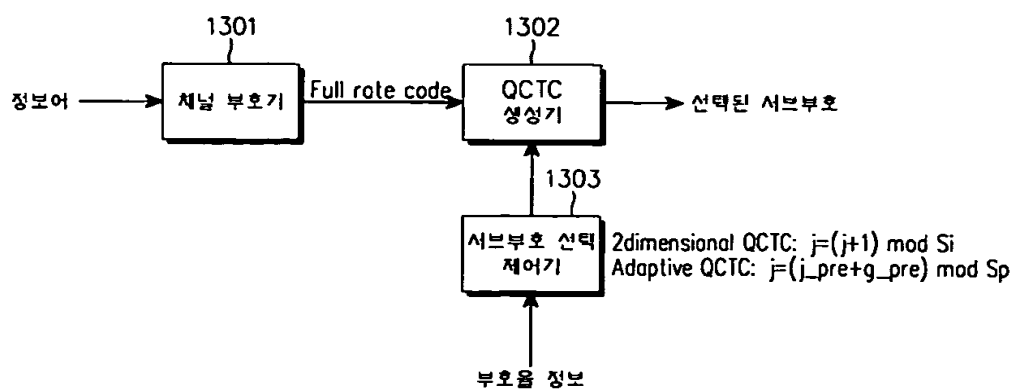 1301
1302
정보어
채널 부호기
Full rate code
QCTC
생성기
선택된 서브부호
1303
서브부호 선택
제어기
2dimensional QCTC: j=(j+1) mod Si
Adaptive QCTC: j=(j_pre+g_pre) mod Sp
부호율 정보